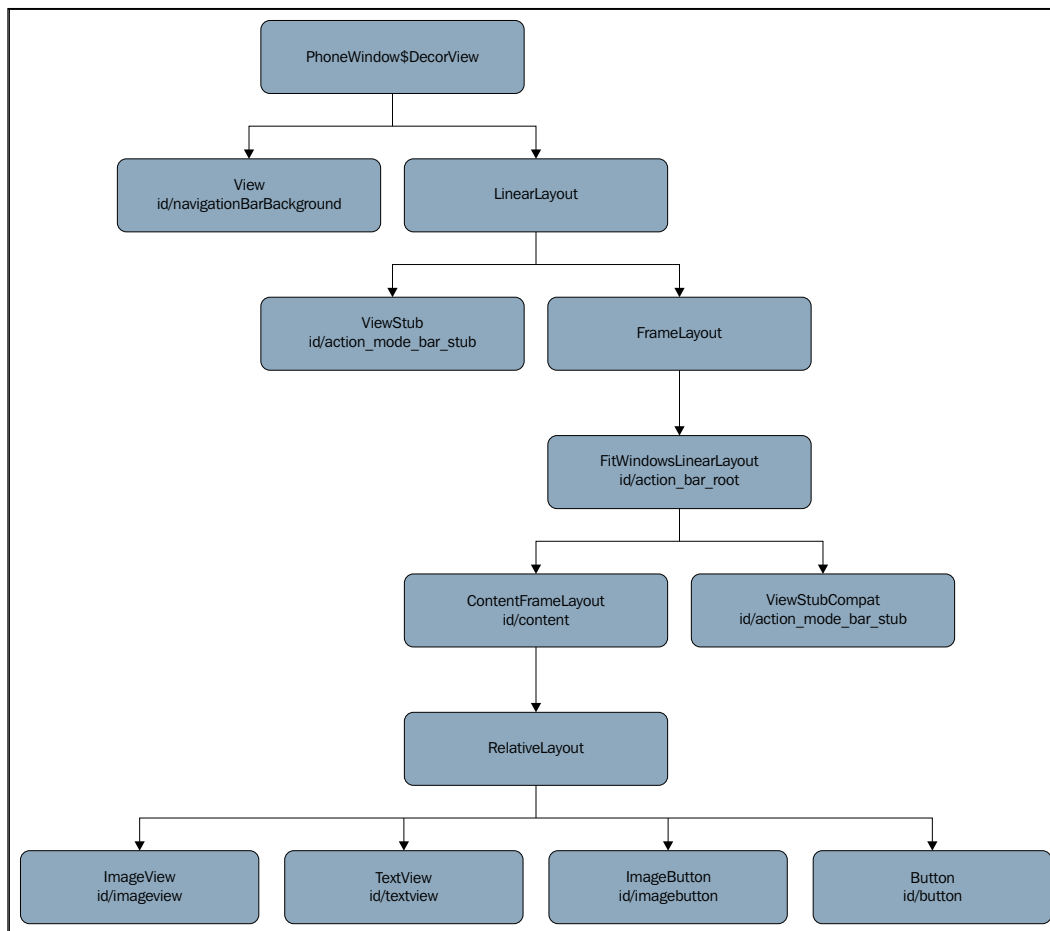 PhoneWindow$DecorView
View
id/navigationBarBackground
LinearLayout
ViewStub
id/action_mode_bar_stub
FrameLayout
FitWindowsLinearLayout
id/action_bar_root
ContentFrameLayout
id/content
ViewStubCompat
id/action_mode_bar_stub
RelativeLayout
ImageView
id/imageview
TextView
id/textview
ImageButton
id/imagebutton
Button
id/button